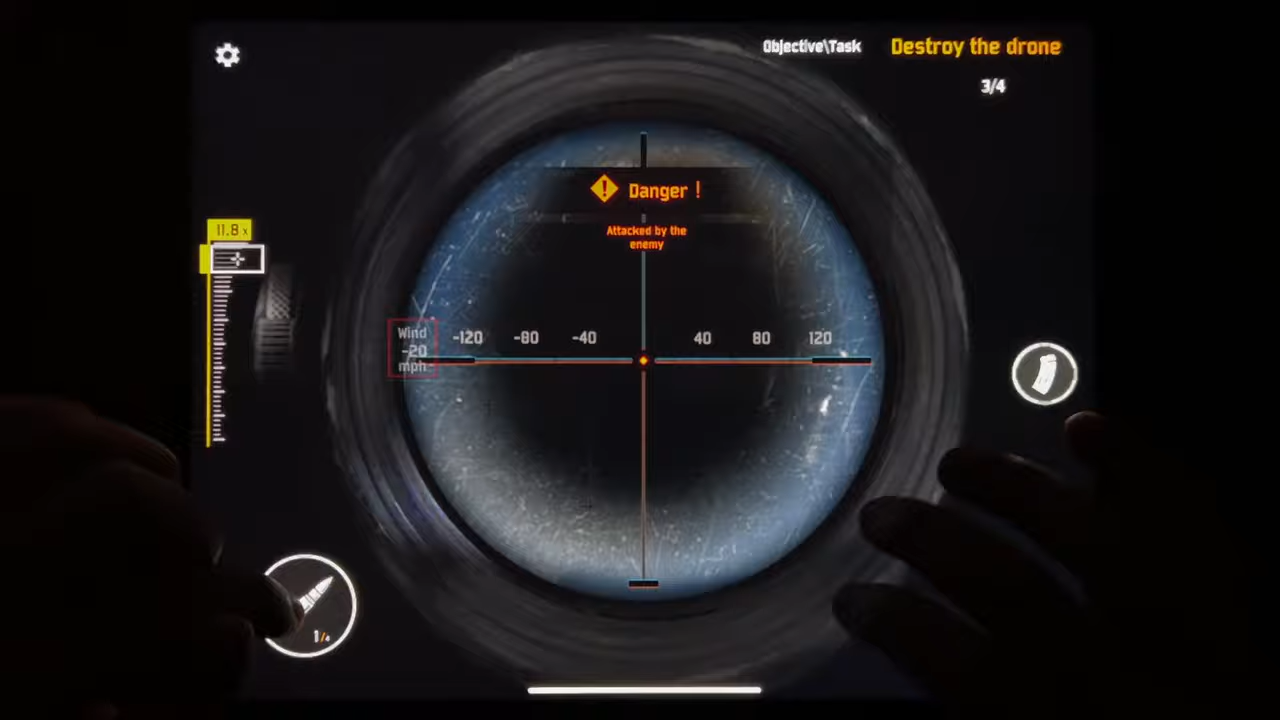 Objective\Task
Destroy the drone
3/4
! Danger !
Attacked by the
enemy
11.8 x
Wind
-20
mph
-120 -80 -40 40 80 120
1/4